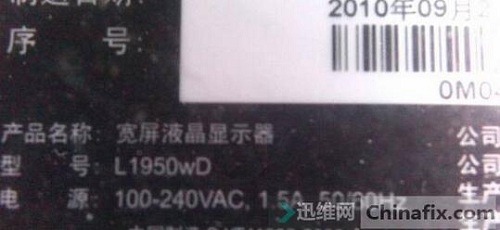 2010年09月2
序 号
0M0-
产品名称: 宽屏液晶显示器
公司
型 号: L1950wD
公司
电 源: 100-240VAC, 1.5A, 50/60Hz
生产
迅维网 Chinafix.com